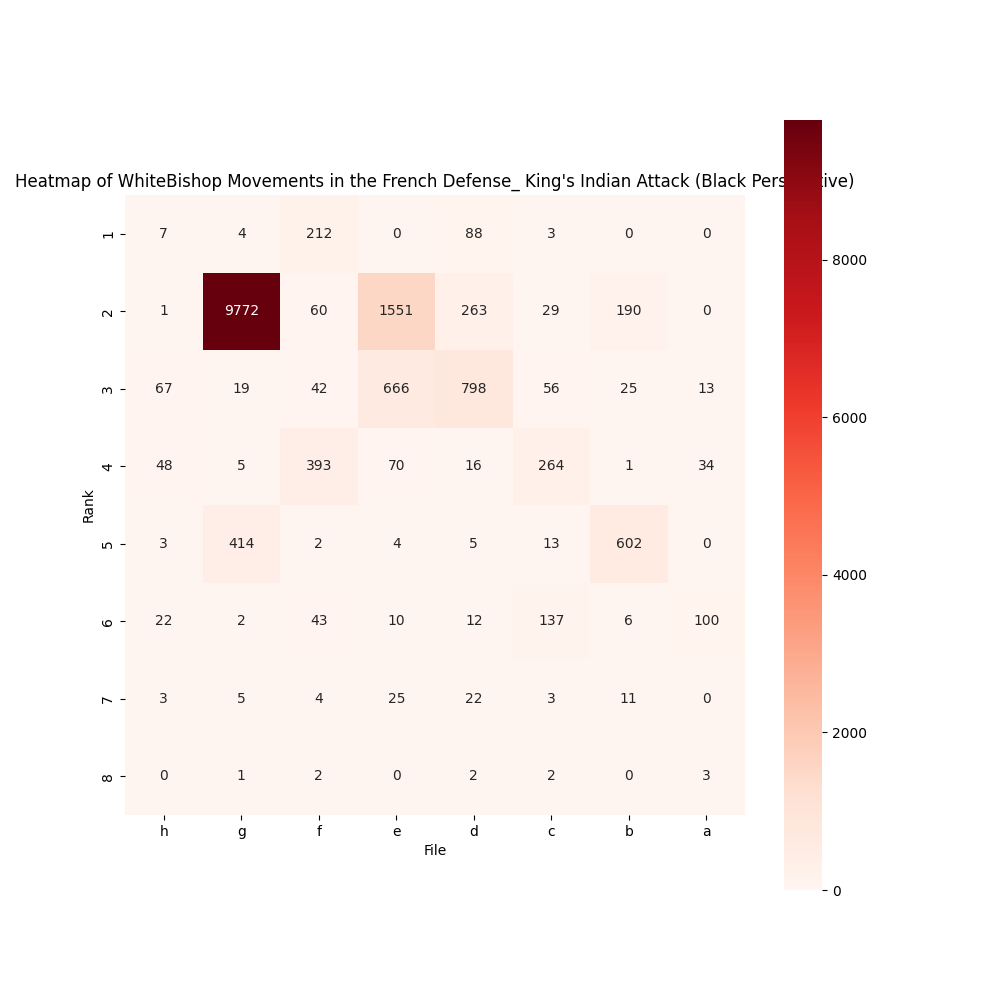 Heatmap of WhiteBishop Movements in the French Defense_ King's Indian Attack (Black Perspective)
1 7 4 212 0 88 3 0 0
8000
2 1 9772 60 1551 263 29 190 0
3 67 19 42 666 798 56 25 13
6000
4 48 5 393 70 16 264 1 34
Rank
5 3 414 2 4 5 13 602 0
4000
6 22 2 43 10 12 137 6 100
7 3 5 4 25 22 3 11 0
2000
8 0 1 2 0 2 2 0 3
h g f e d c b a
File
0